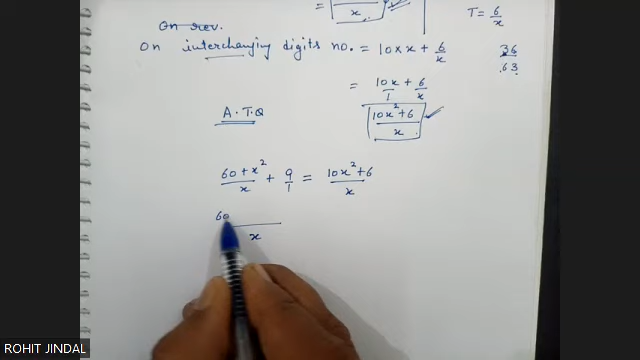 = x. T = 6/x
On rev.
On interchanging digits no. = 10 × x + 6/x 36
= 10x/1 + 6/x .63.
A.T.Q (10x² + 6)/x
(60 + x²)/x + 9/1 = (10x² + 6)/x
60
x
ROHIT JINDAL